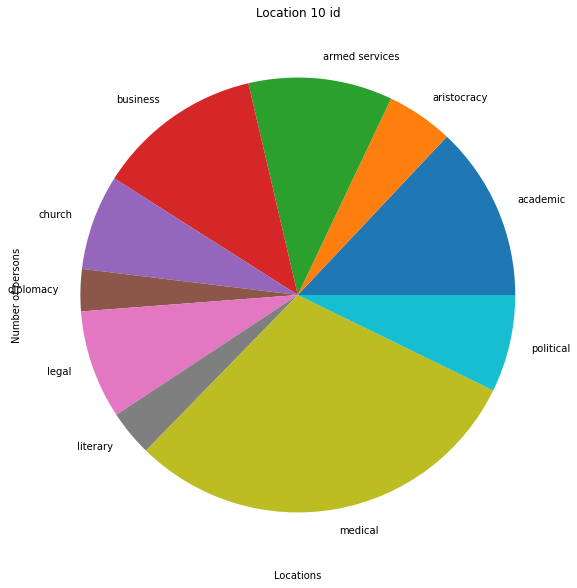 Location 10 id
armed services
business
aristocracy
academic
church
Number of persons
diplomacy
political
legal
literary
medical
Locations